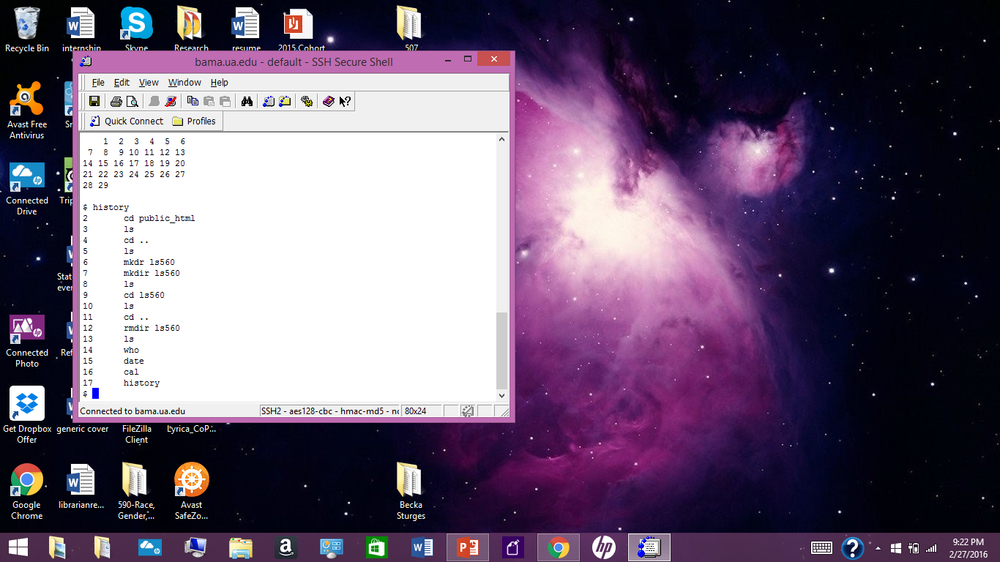 Recycle Bin
internship
Skype
Research
resume
2015.Cohort
507
bama.ua.edu - default - SSH Secure Shell
File Edit View Window Help
Quick Connect Profiles
1 2 3 4 5 6
7 8 9 10 11 12 13
14 15 16 17 18 19 20
21 22 23 24 25 26 27
28 29
$ history
2 cd public_html
3 ls
4 cd ..
5 ls
6 mkdr ls560
7 mkdir ls560
8 ls
9 cd ls560
10 ls
11 cd ..
12 rmdir ls560
13 ls
14 who
15 date
16 cal
17 history
$
Connected to bama.ua.edu
SSH2 - aes128-cbc - hmac-md5 - 
80x24
Avast Free
Antivirus
Connected
Drive
Connected
Photo
Get Dropbox
Offer
generic cover
FileZilla
Client
Lyrica_CoP...
Google
Chrome
librarianre...
590-Race,
Gender,...
Avast
SafeZo...
Becka
Sturges
9:22 PM
2/27/2016